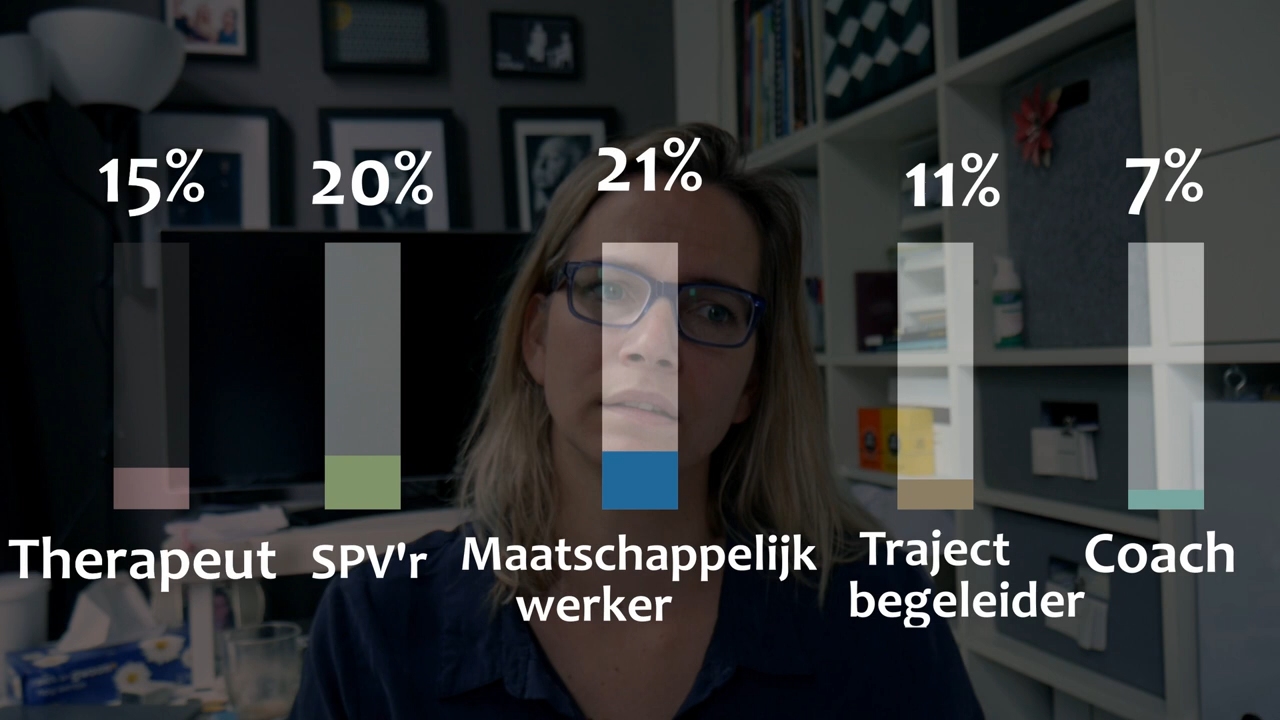 15%
20%
21%
11%
7%
Therapeut
SPV'r
Maatschappelijk
werker
Traject
begeleider
Coach